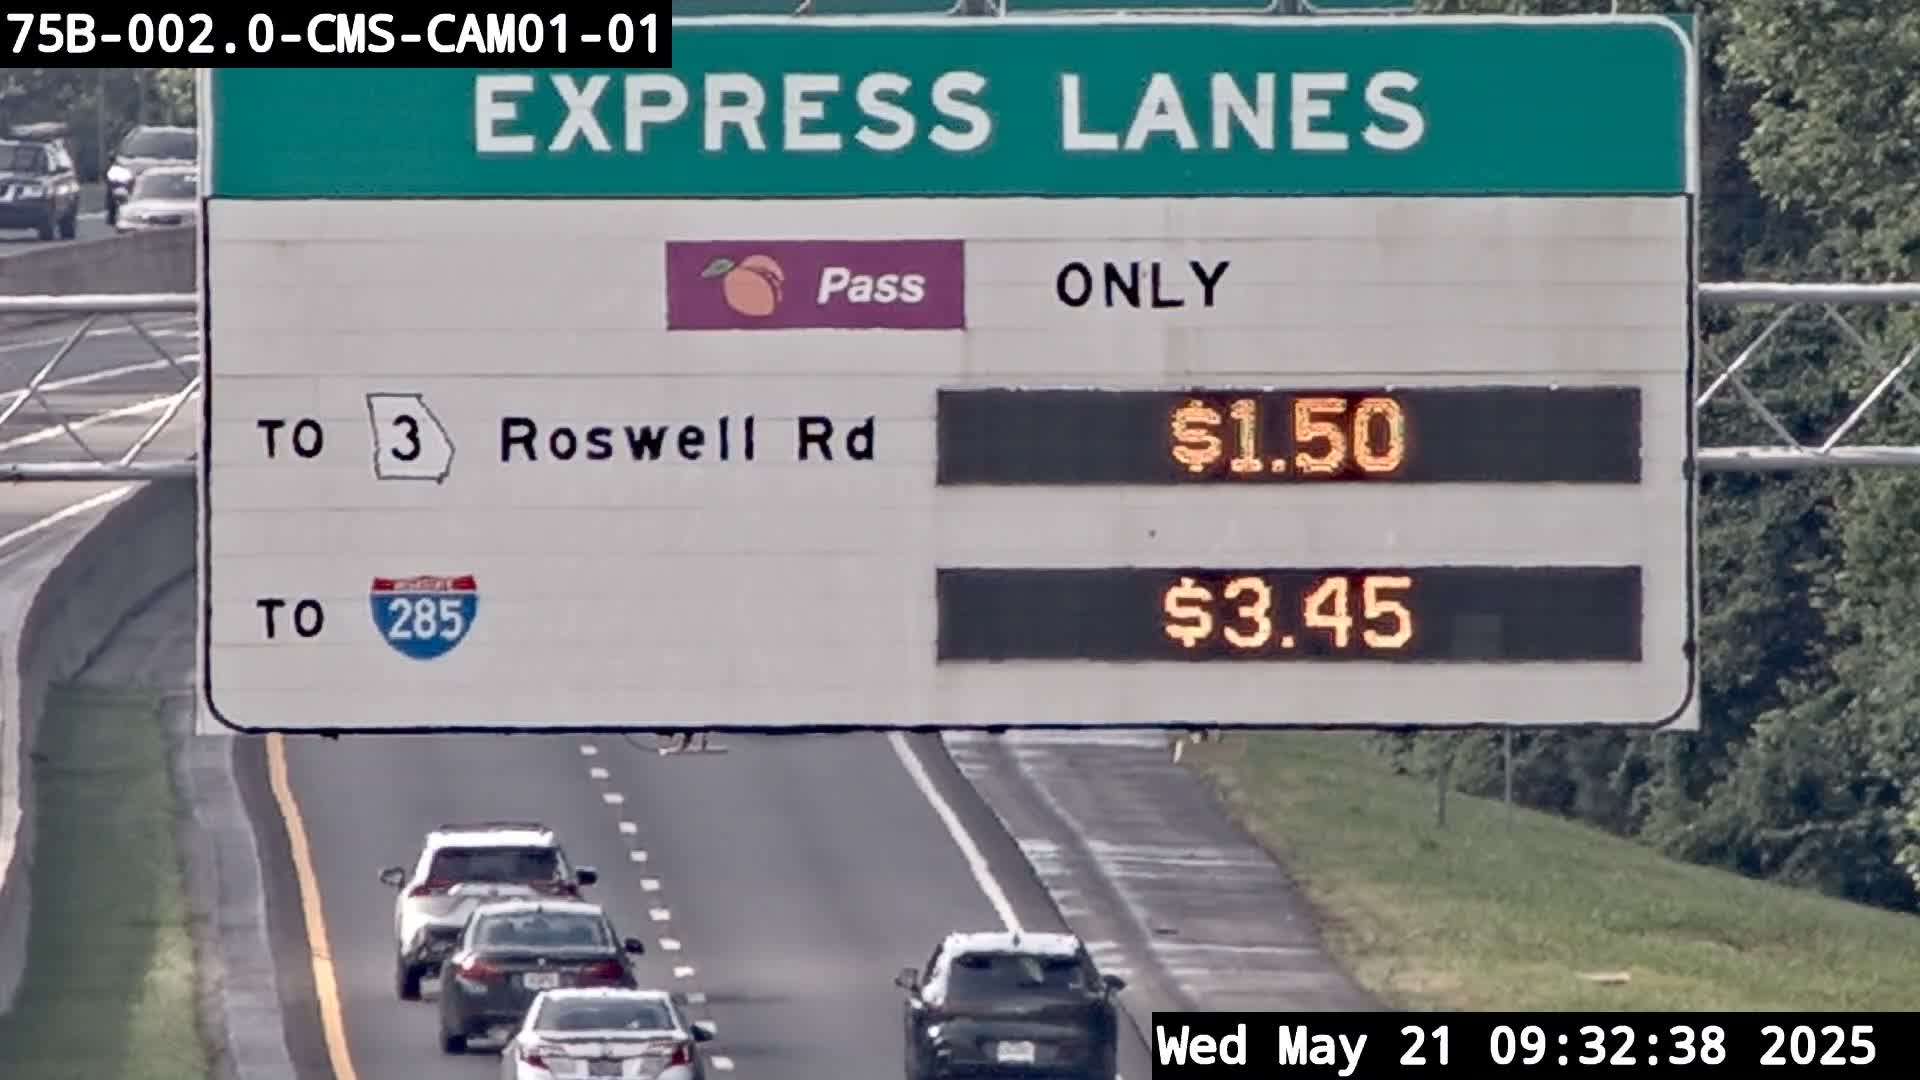 75B-002.0-CMS-CAM01-01
EXPRESS LANES
Pass ONLY
TO 3 Roswell Rd $1.50
INTERSTATE
TO 285 $3.45
Wed May 21 09:32:38 2025